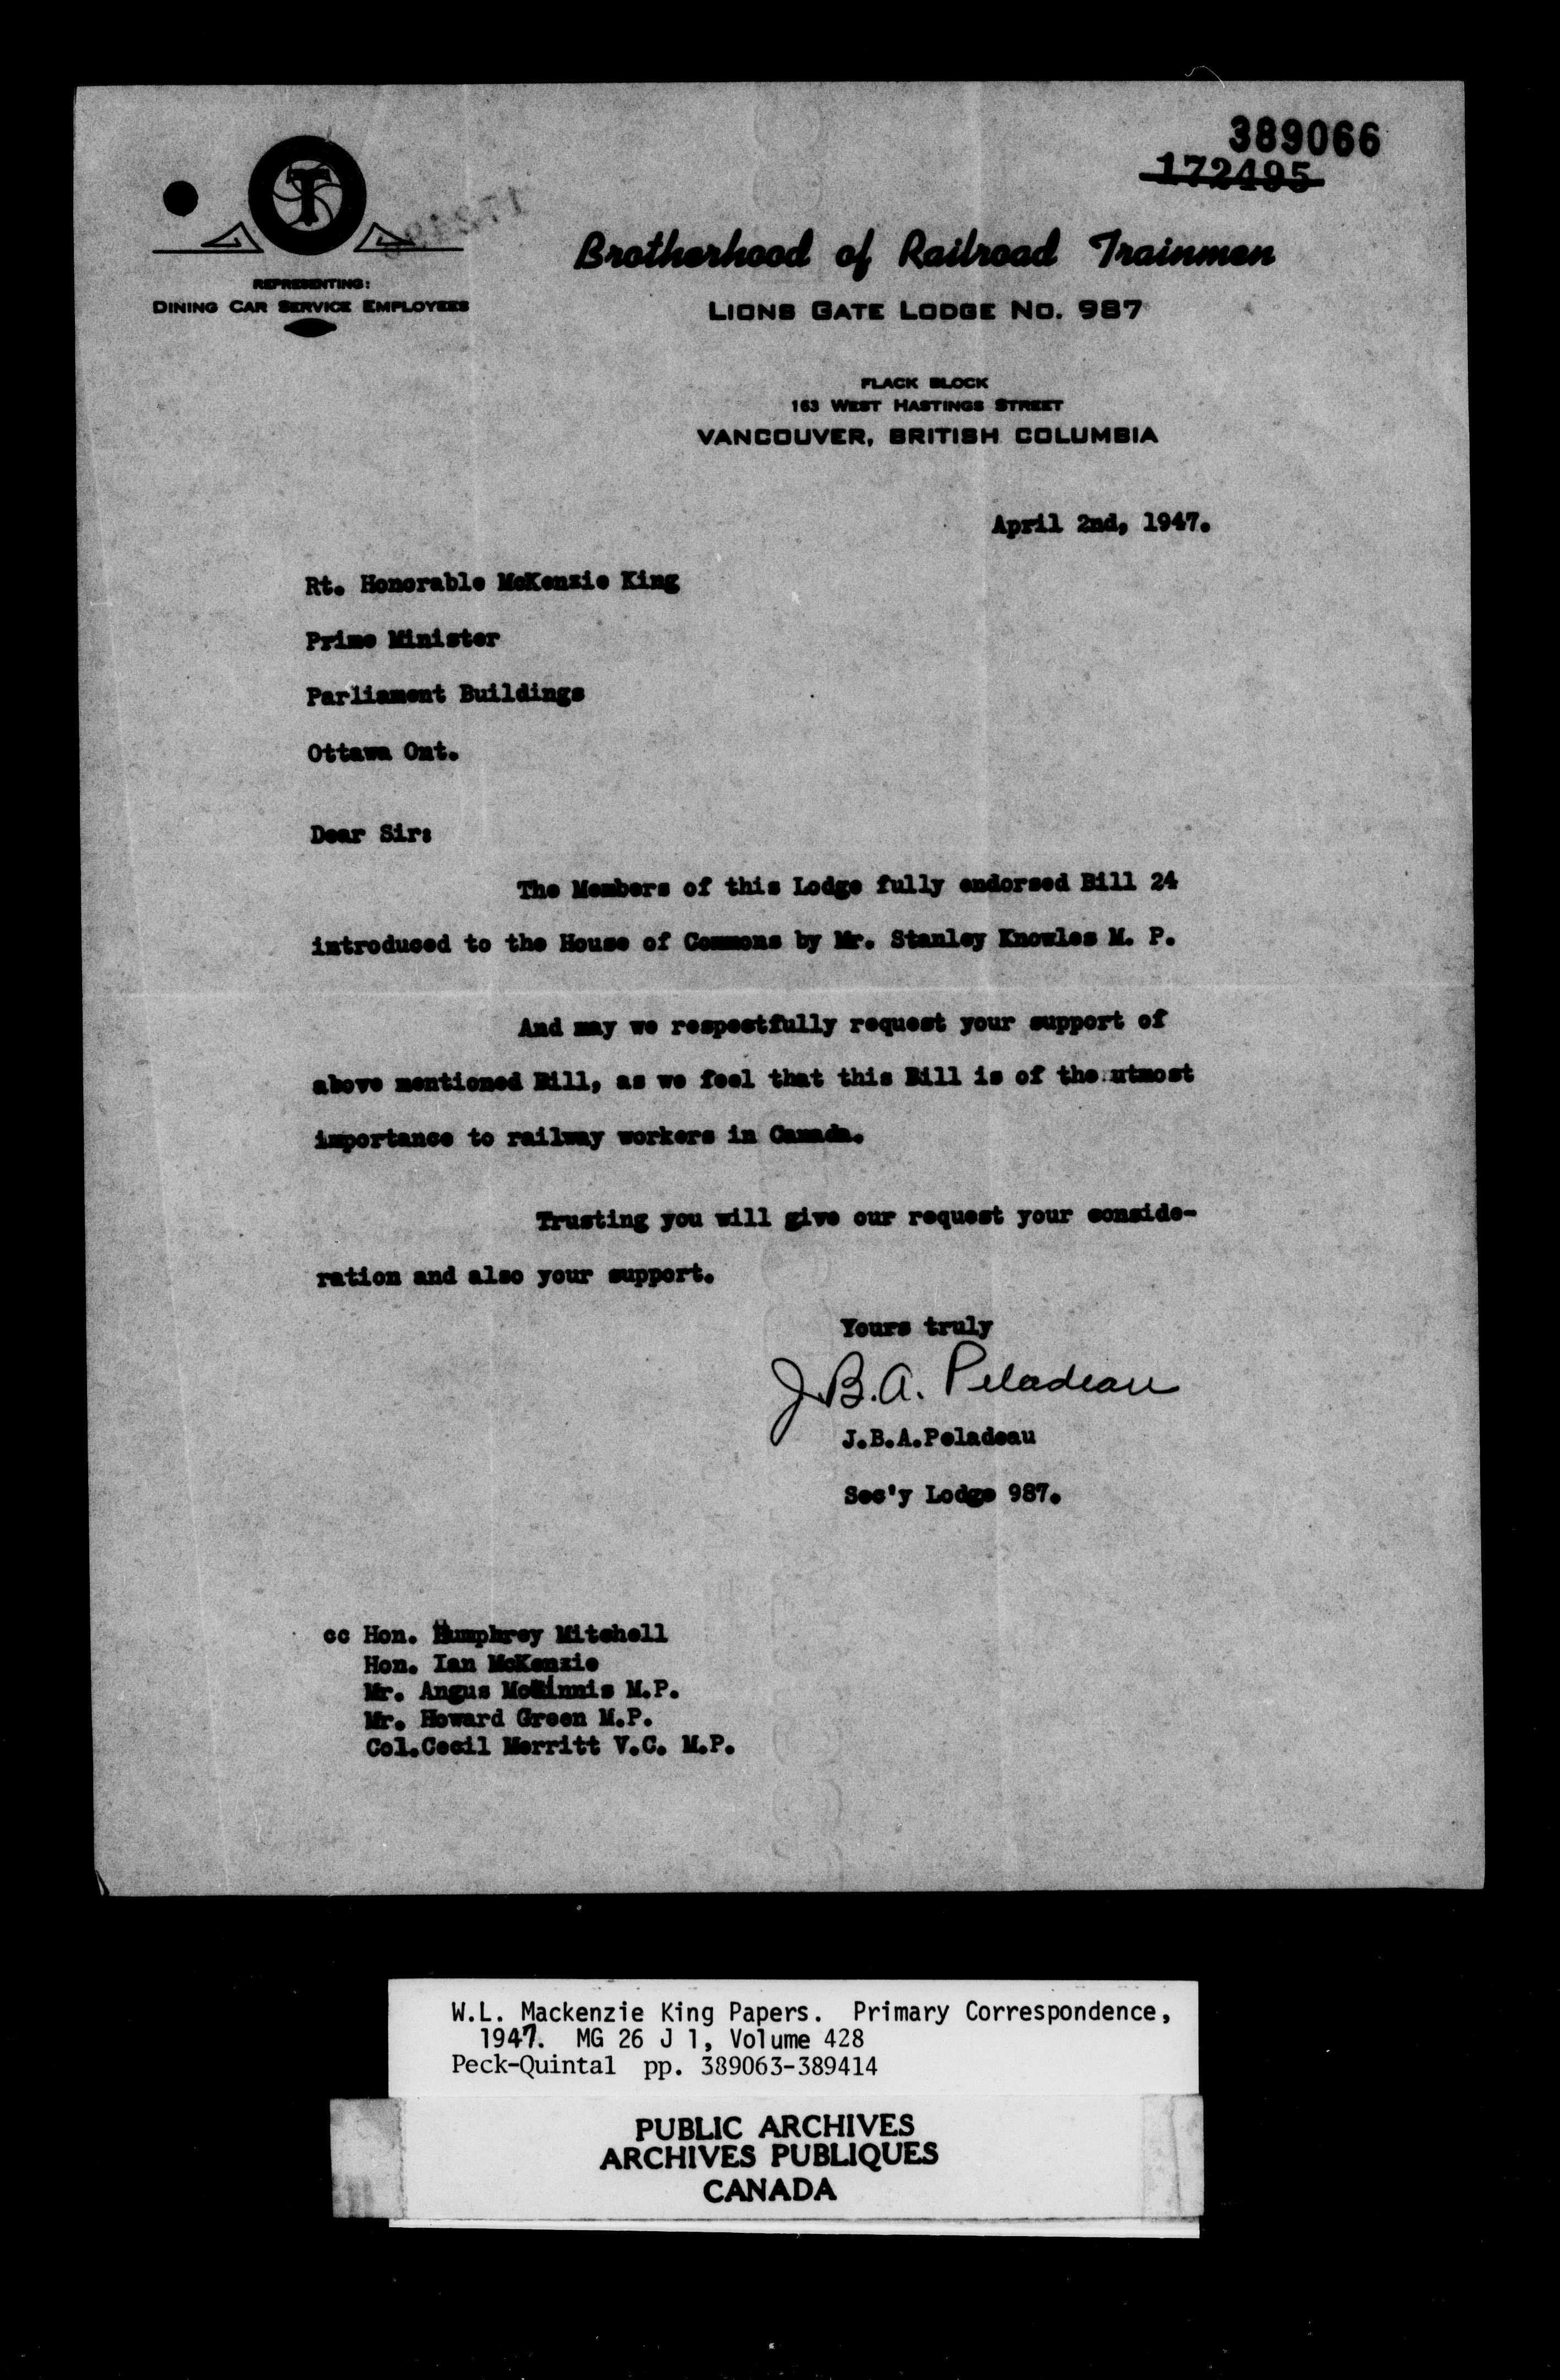 389066
172495
T
REPRESENTING:
DINING CAR SERVICE EMPLOYEES
Brotherhood of Railroad Trainmen
LIONS GATE LODGE NO. 987
FLACK BLOCK
163 WEST HASTINGS STREET
VANCOUVER, BRITISH COLUMBIA
April 2nd, 1947.
Rt. Honorable McKenzie King
Prime Minister
Parliament Buildings
Ottawa Ont.
Dear Sir:
The Members of this Lodge fully endorsed Bill 24
introduced to the House of Commons by Mr. Stanley Knowles M. P.
And may we respectfully request your support of
above mentioned Bill, as we feel that this Bill is of the utmost
importance to railway workers in Canada.
Trusting you will give our request your conside-
ration and also your support.
Yours truly
J.B.A. Peladeau
J.B.A.Peladeau
Sec'y Lodge 987.
cc Hon. Humphrey Mitchell
Hon. Ian McKenzie
Mr. Angus McInnis M.P.
Mr. Howard Green M.P.
Col.Cecil Merritt V.C. M.P.
W.L. Mackenzie King Papers. Primary Correspondence,
1947. MG 26 J 1, Volume 428
Peck-Quintal pp. 389063-389414
PUBLIC ARCHIVES
ARCHIVES PUBLIQUES
CANADA